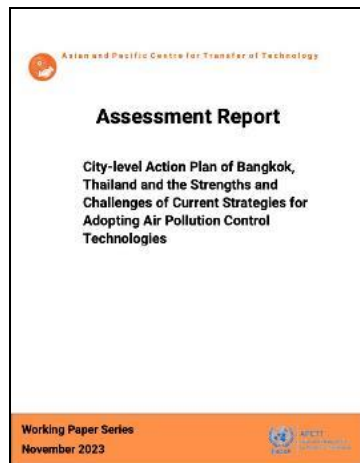 Asian and Pacific Centre for Transfer of Technology
Assessment Report
City-level Action Plan of Bangkok,
Thailand and the Strengths and
Challenges of Current Strategies for
Adopting Air Pollution Control
Technologies
Working Paper Series
November 2023
APCTT
ESCAP